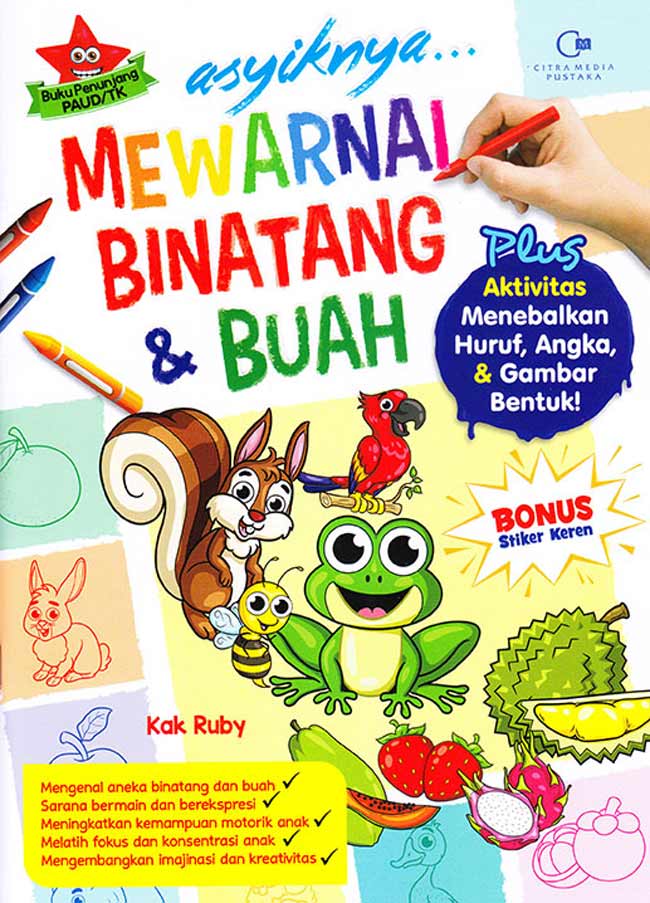 Buku Penunjang
PAUD/TK
asyiknya...
CM
CITRA MEDIA
PUSTAKA
MEWARNAI
BINATANG
& BUAH
Plus
Aktivitas
Menebalkan
Huruf, Angka,
& Gambar
Bentuk!
BONUS
Stiker Keren
Kak Ruby
Mengenal aneka binatang dan buah ✓
Sarana bermain dan berekspresi ✓
Meningkatkan kemampuan motorik anak ✓
Melatih fokus dan konsentrasi anak ✓
Mengembangkan imajinasi dan kreativitas ✓